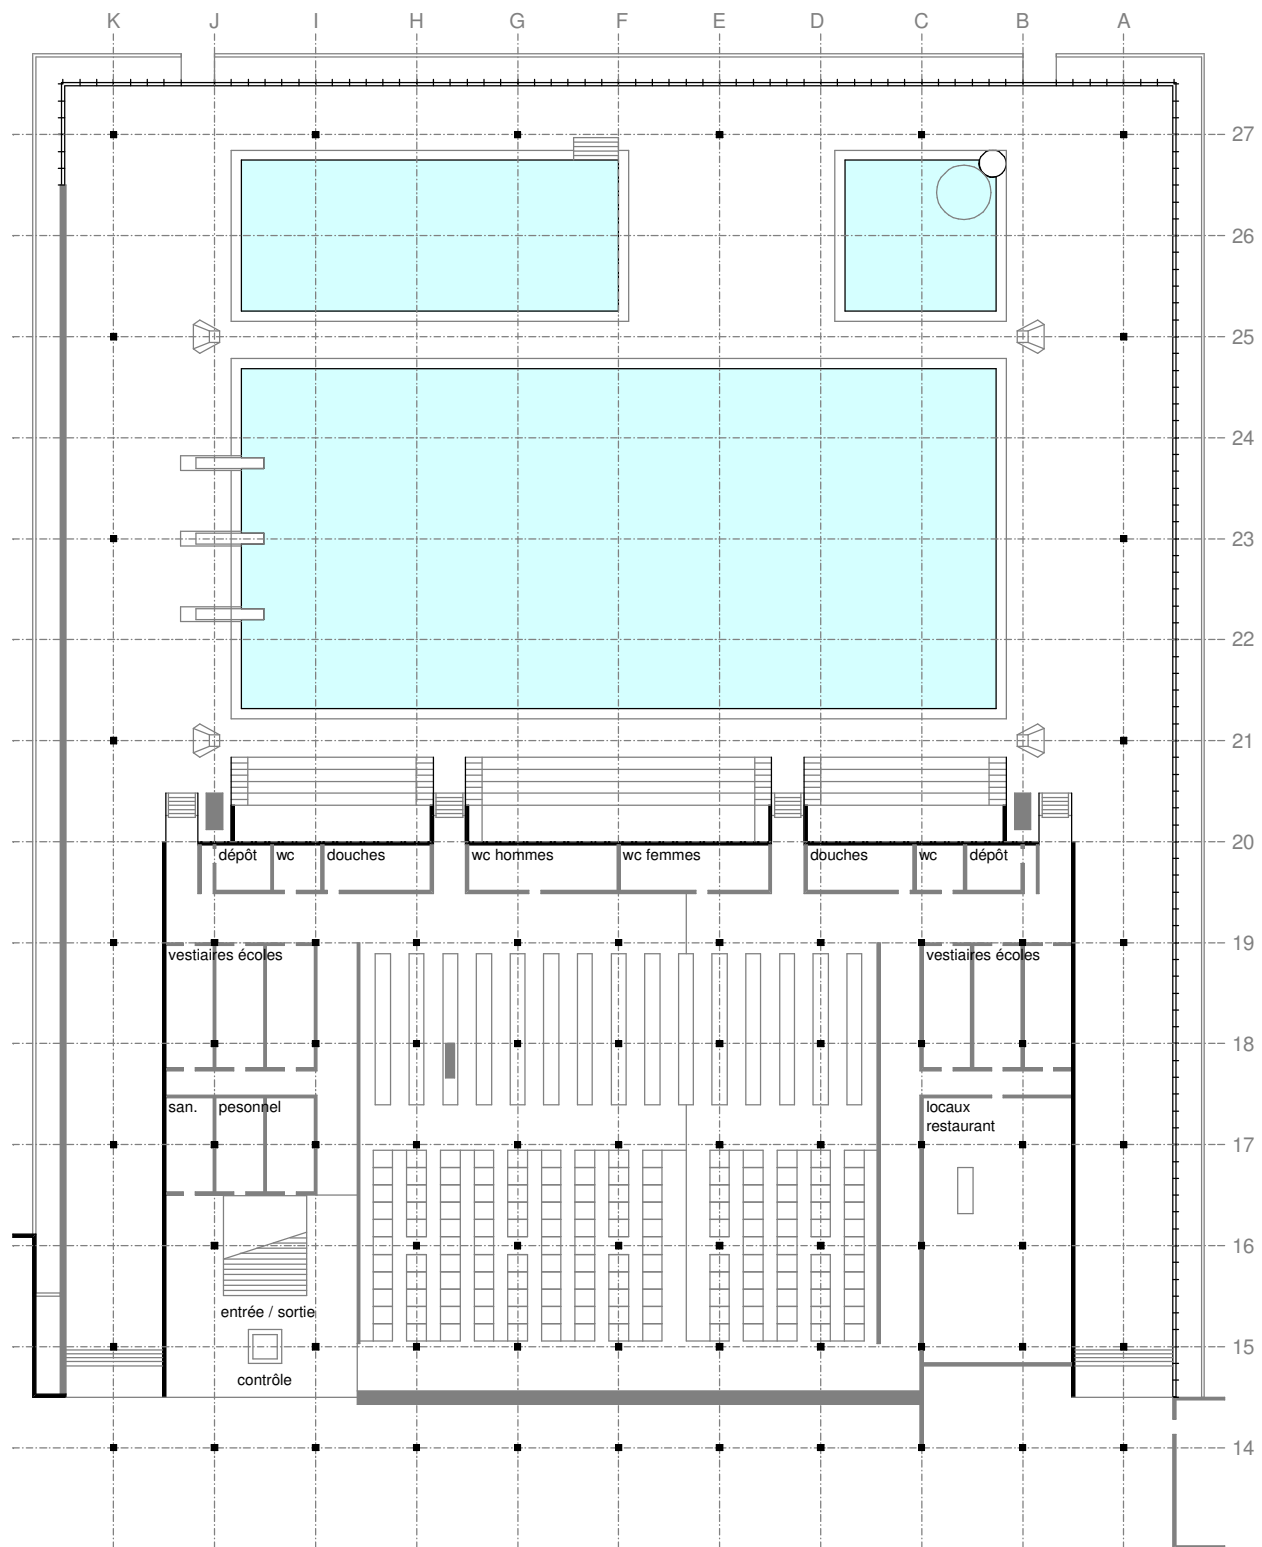 K J I H G F E D C B A
27
26
25
24
23
22
21
20
dépôt wc douches wc hommes wc femmes douches wc dépôt
19
vestiaires écoles vestiaires écoles
18
san. pesonnel locaux
restaurant
17
16
entrée / sortie
15
contrôle
14